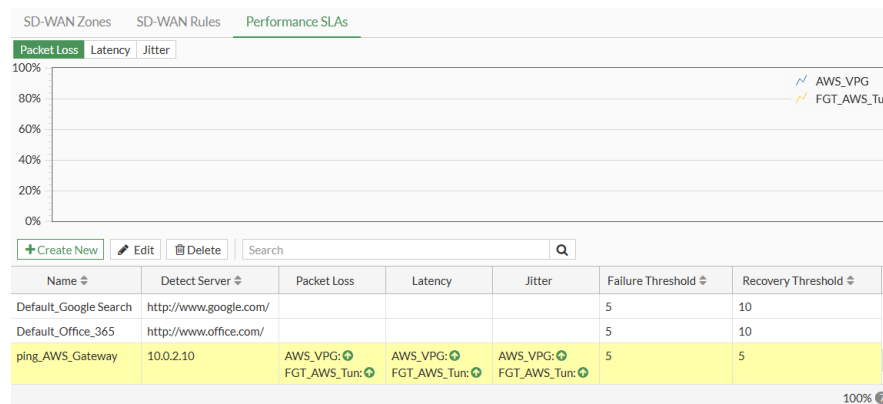 SD-WAN Zones SD-WAN Rules Performance SLAs
Packet Loss Latency Jitter
100%
AWS_VPG
80%
FGT_AWS_Tu
60%
40%
20%
0%
Create New Edit Delete Search
Name Detect Server Packet Loss Latency Jitter Failure Threshold Recovery Threshold
Default_Google Search http://www.google.com/ 5 10
Default_Office_365 http://www.office.com/ 5 10
ping_AWS_Gateway 10.0.2.10 AWS_VPG: AWS_VPG: AWS_VPG: 5 5
FGT_AWS_Tun: FGT_AWS_Tun: FGT_AWS_Tun:
100%